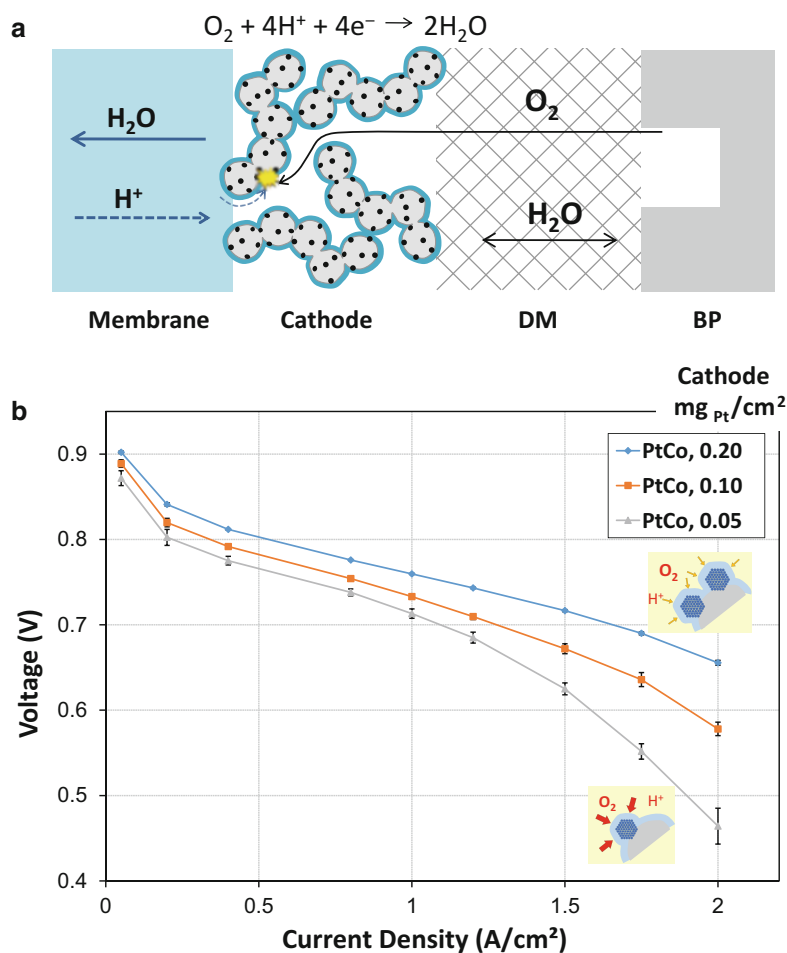 a
O₂ + 4H⁺ + 4e⁻ → 2H₂O
H₂O
O₂
H⁺
H₂O
Membrane Cathode DM BP
b
Cathode
mg Pt/cm²
PtCo, 0.20
PtCo, 0.10
PtCo, 0.05
O₂
H⁺
O₂ H⁺
Voltage (V)
0.9
0.8
0.7
0.6
0.5
0.4
0 0.5 1 1.5 2
Current Density (A/cm²)